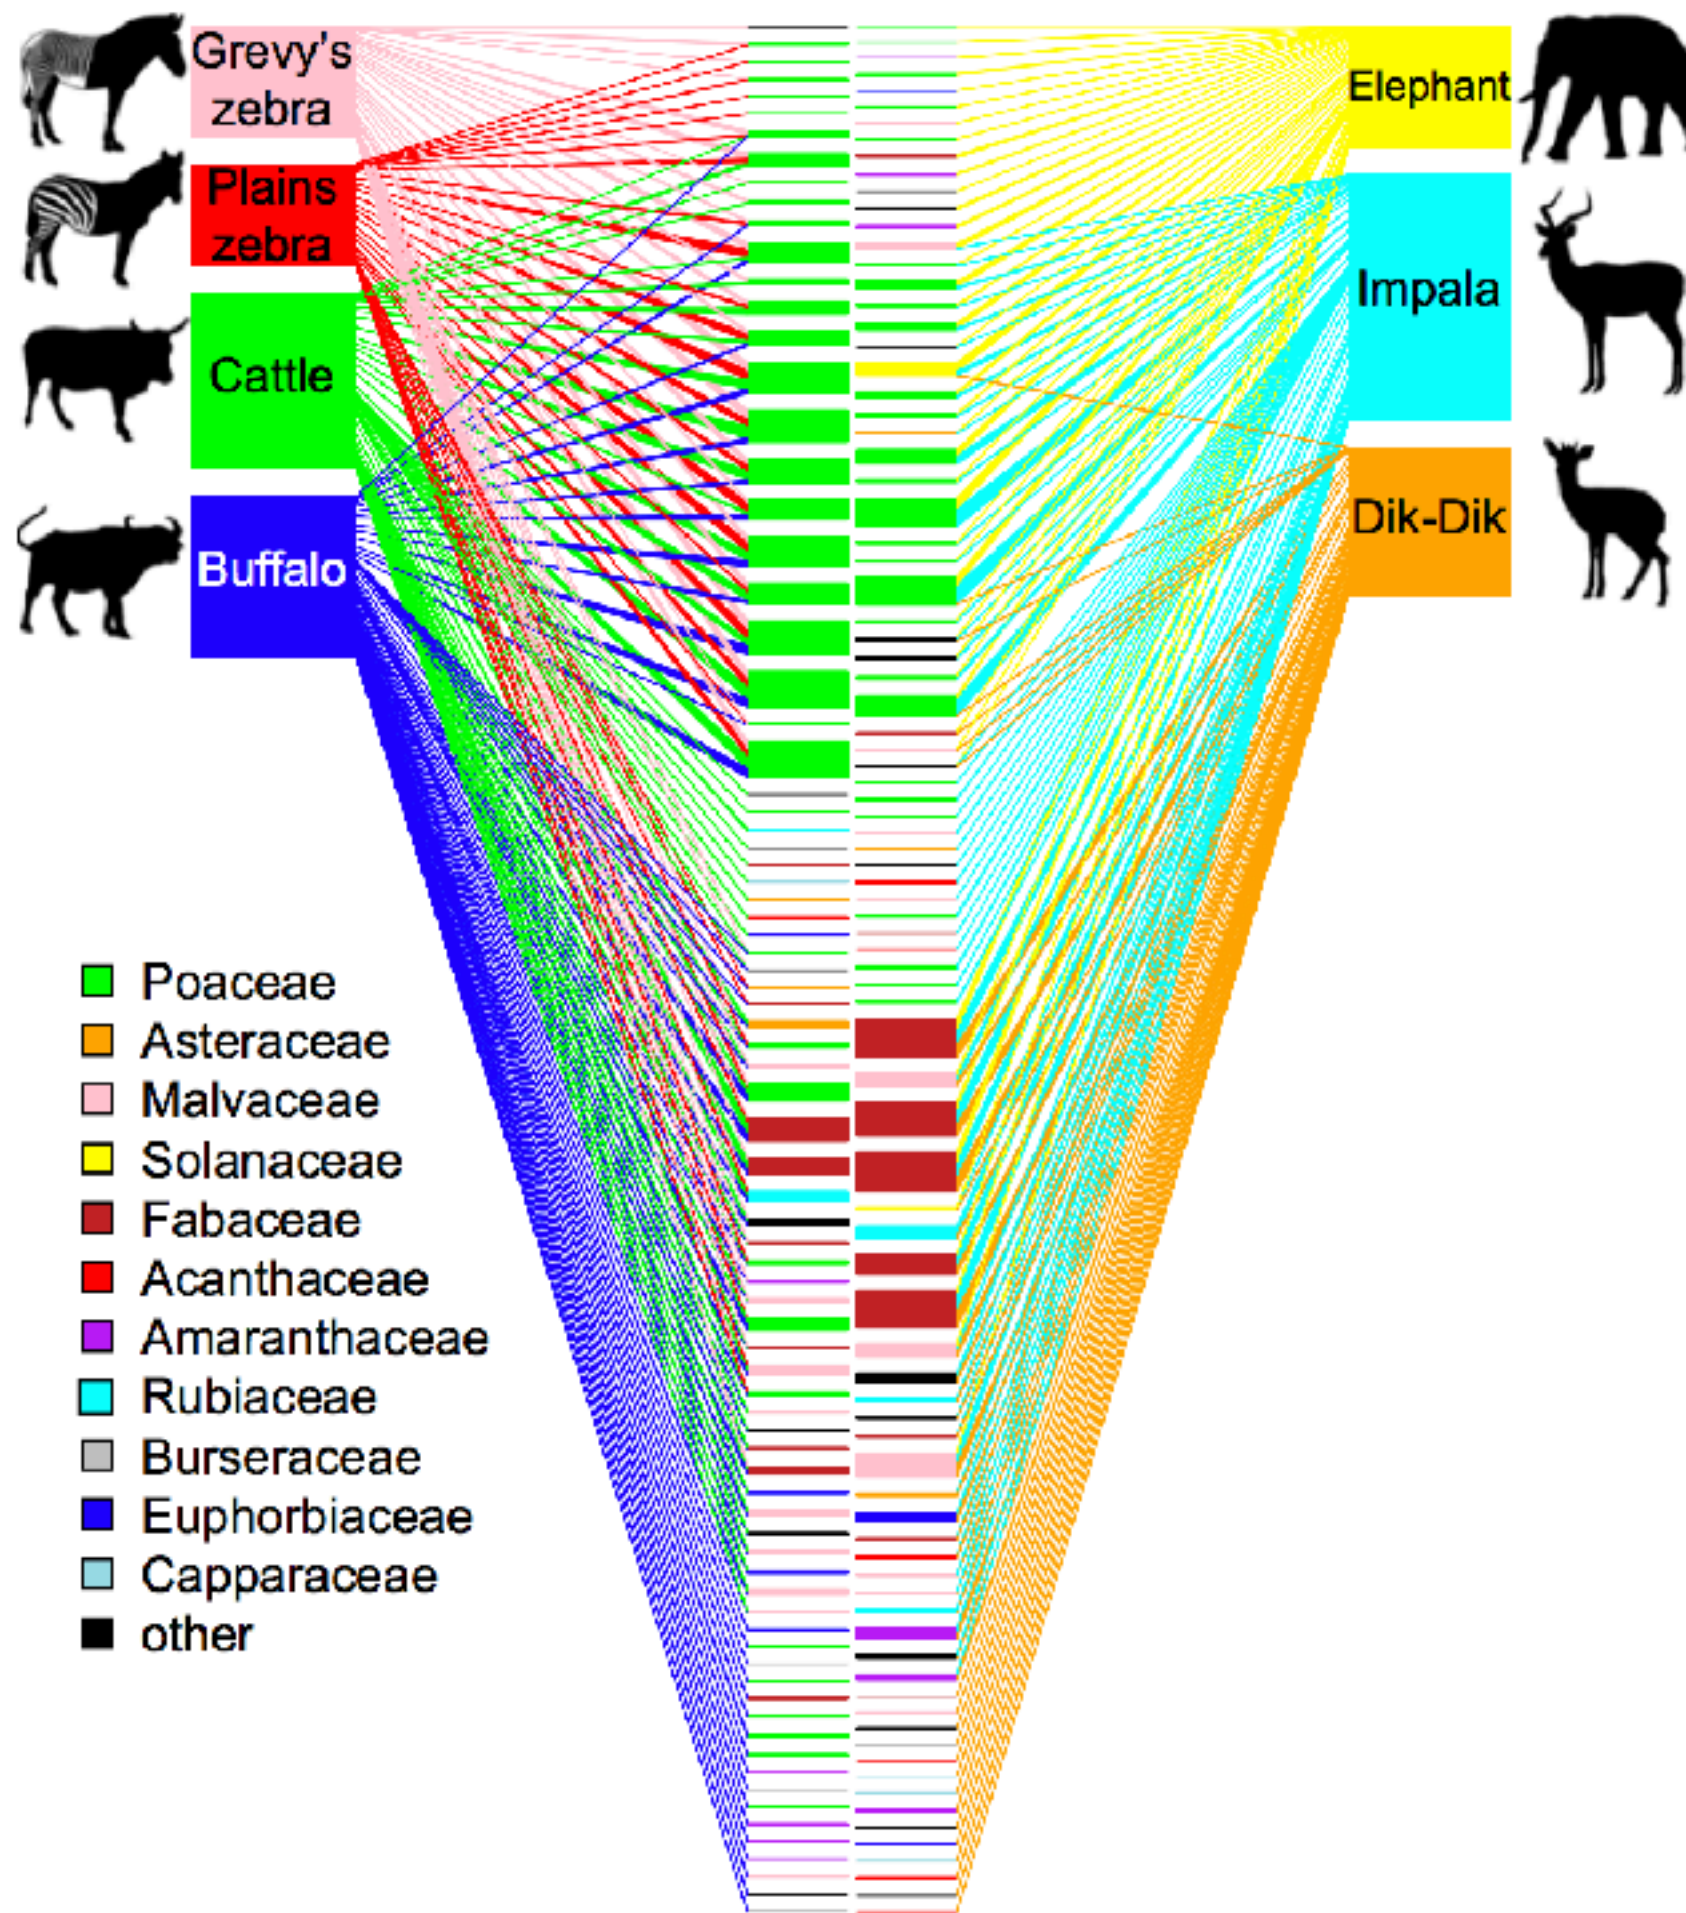 Grevy's
zebra
Plains
zebra
Cattle
Buffalo
Elephant
Impala
Dik-Dik
Poaceae
Asteraceae
Malvaceae
Solanaceae
Fabaceae
Acanthaceae
Amaranthaceae
Rubiaceae
Burseraceae
Euphorbiaceae
Capparaceae
other